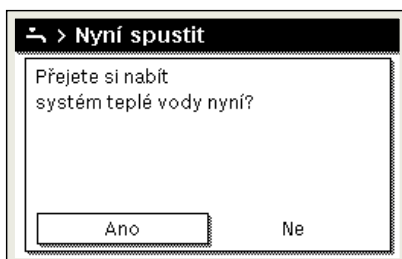 > Nyní spustit
Přejete si nabít
systém teplé vody nyní?
Ano Ne